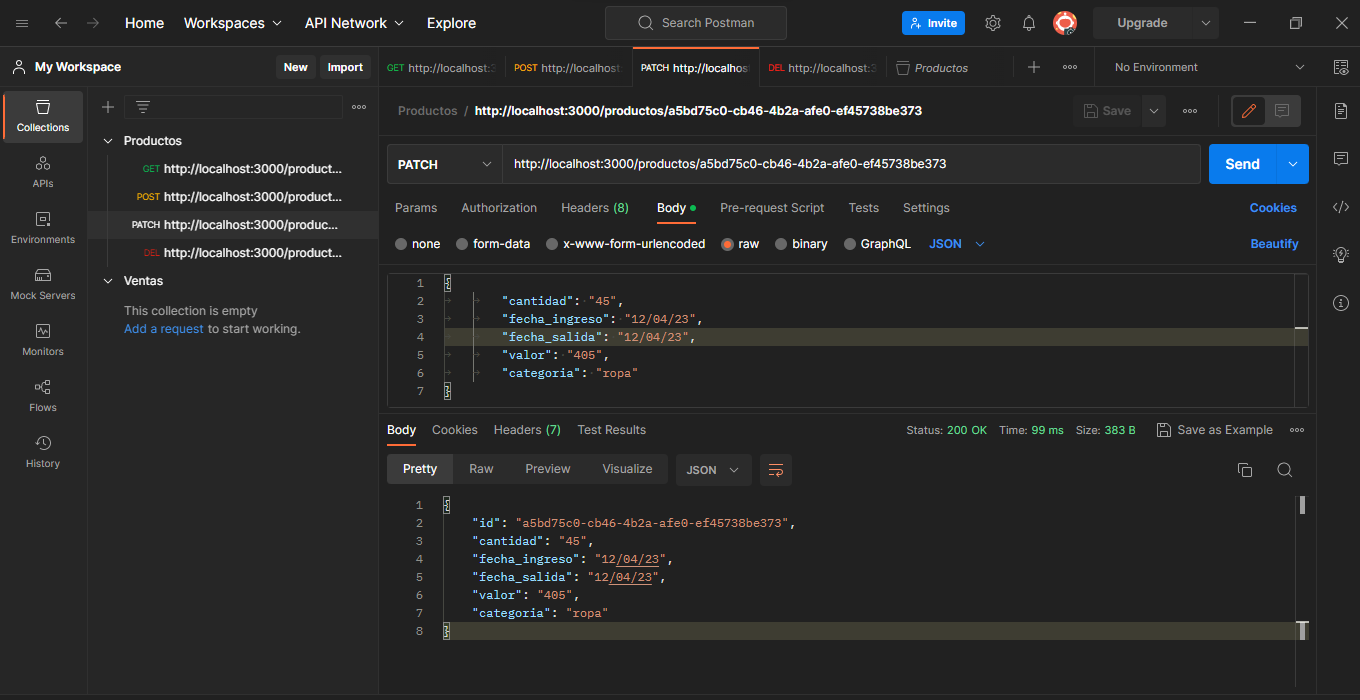 Home Workspaces API Network Explore Search Postman Invite Upgrade
My Workspace New Import GET http://localhost:3 POST http://localhost: PATCH http://localhos DEL http://localhost:3 Productos No Environment
Productos / http://localhost:3000/productos/a5bd75c0-cb46-4b2a-afe0-ef45738be373 Save
Collections
APIs
Environments
Mock Servers
Monitors
Flows
History
Productos
GET http://localhost:3000/product...
POST http://localhost:3000/product...
PATCH http://localhost:3000/produc...
DEL http://localhost:3000/product...
Ventas
This collection is empty
Add a request to start working.
PATCH http://localhost:3000/productos/a5bd75c0-cb46-4b2a-afe0-ef45738be373 Send
Params Authorization Headers (8) Body Pre-request Script Tests Settings Cookies
none form-data x-www-form-urlencoded raw binary GraphQL JSON Beautify
1 {
2 "cantidad": "45",
3 "fecha_ingreso": "12/04/23",
4 "fecha_salida": "12/04/23",
5 "valor": "405",
6 "categoria": "ropa"
7 }
Body Cookies Headers (7) Test Results Status: 200 OK Time: 99 ms Size: 383 B Save as Example
Pretty Raw Preview Visualize JSON
1 {
2 "id": "a5bd75c0-cb46-4b2a-afe0-ef45738be373",
3 "cantidad": "45",
4 "fecha_ingreso": "12/04/23",
5 "fecha_salida": "12/04/23",
6 "valor": "405",
7 "categoria": "ropa"
8 }